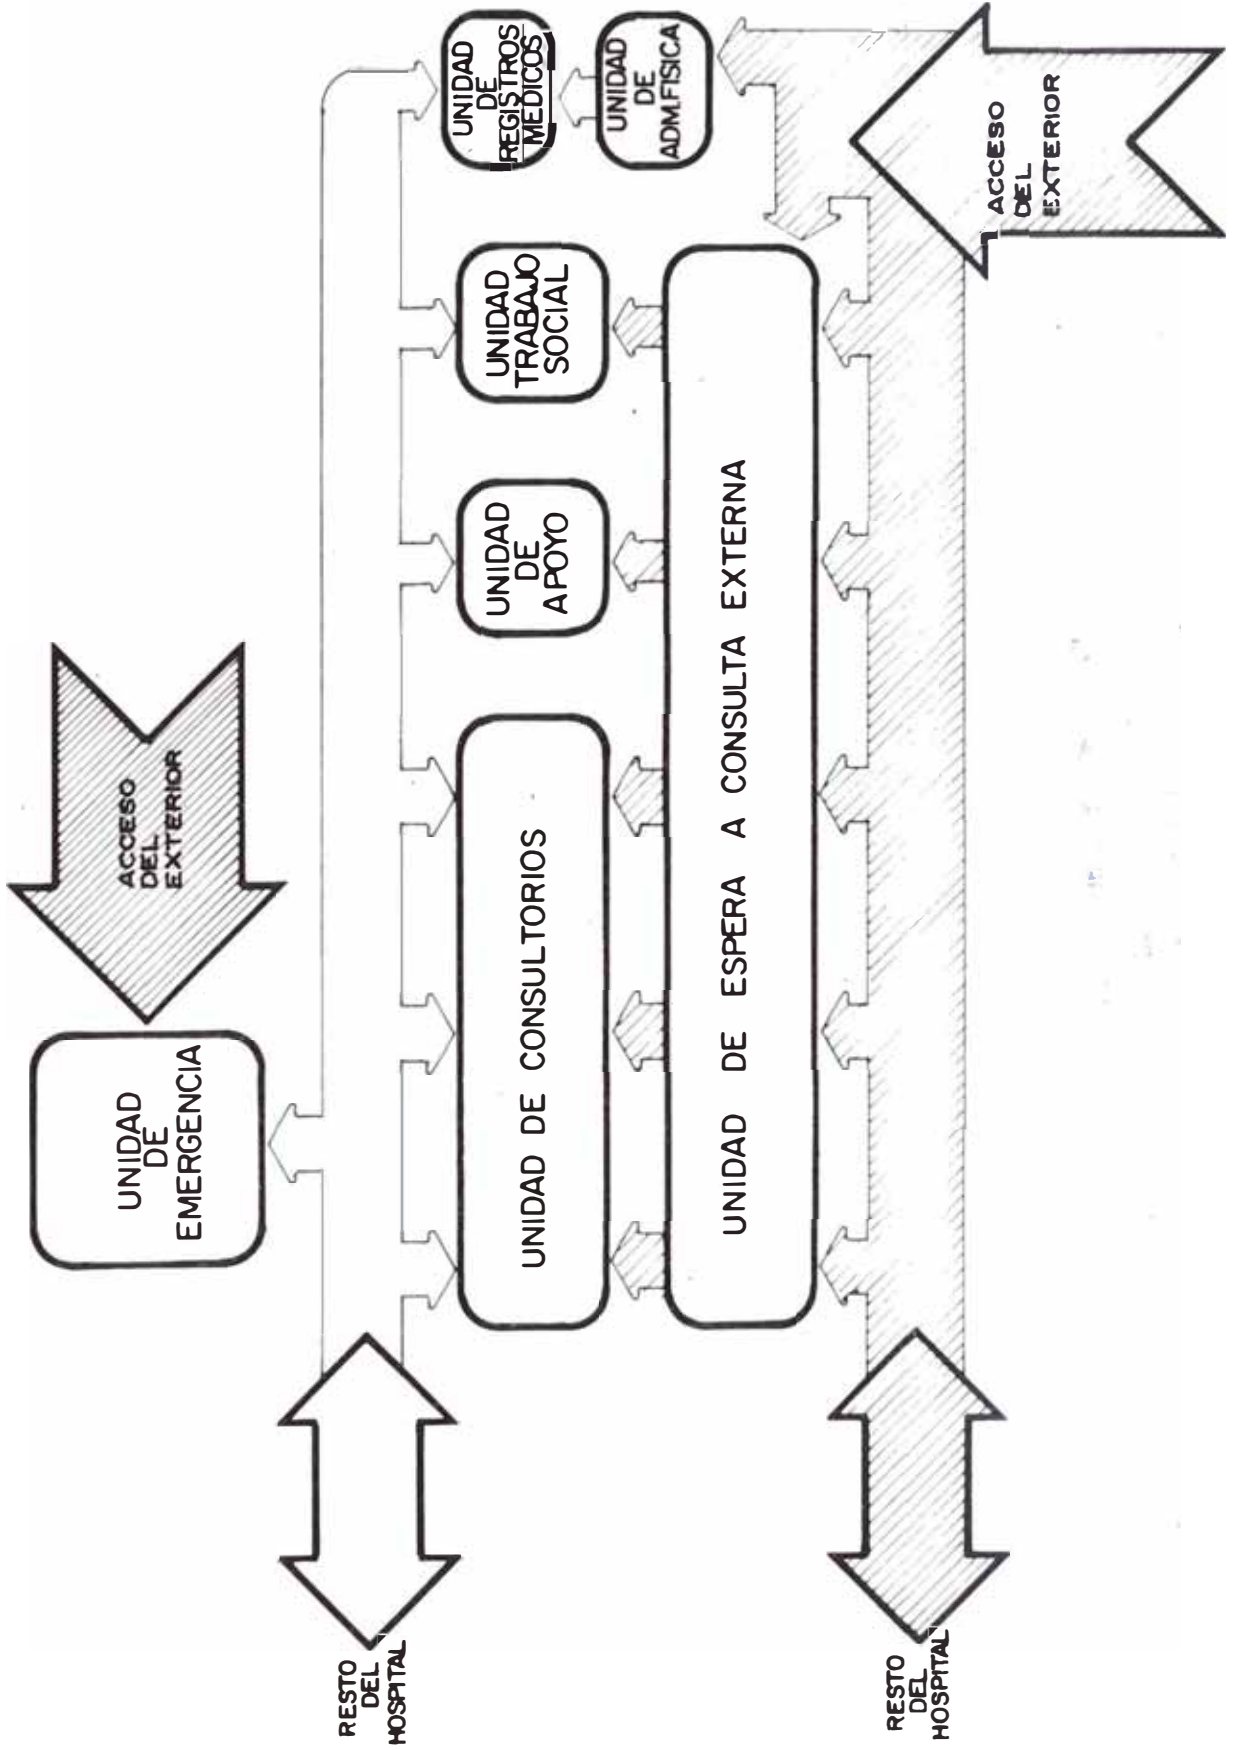 UNIDAD
DE
EMERGENCIA
ACCESO
DEL
EXTERIOR
RESTO
DEL
HOSPITAL
UNIDAD DE CONSULTORIOS
UNIDAD
DE
APOYO
UNIDAD
TRABAJO
SOCIAL
UNIDAD
DE
REGISTROS
MEDICOS
UNIDAD
DE
ADM.FISICA
UNIDAD DE ESPERA A CONSULTA EXTERNA
RESTO
DEL
HOSPITAL
ACCESO
DEL
EXTERIOR